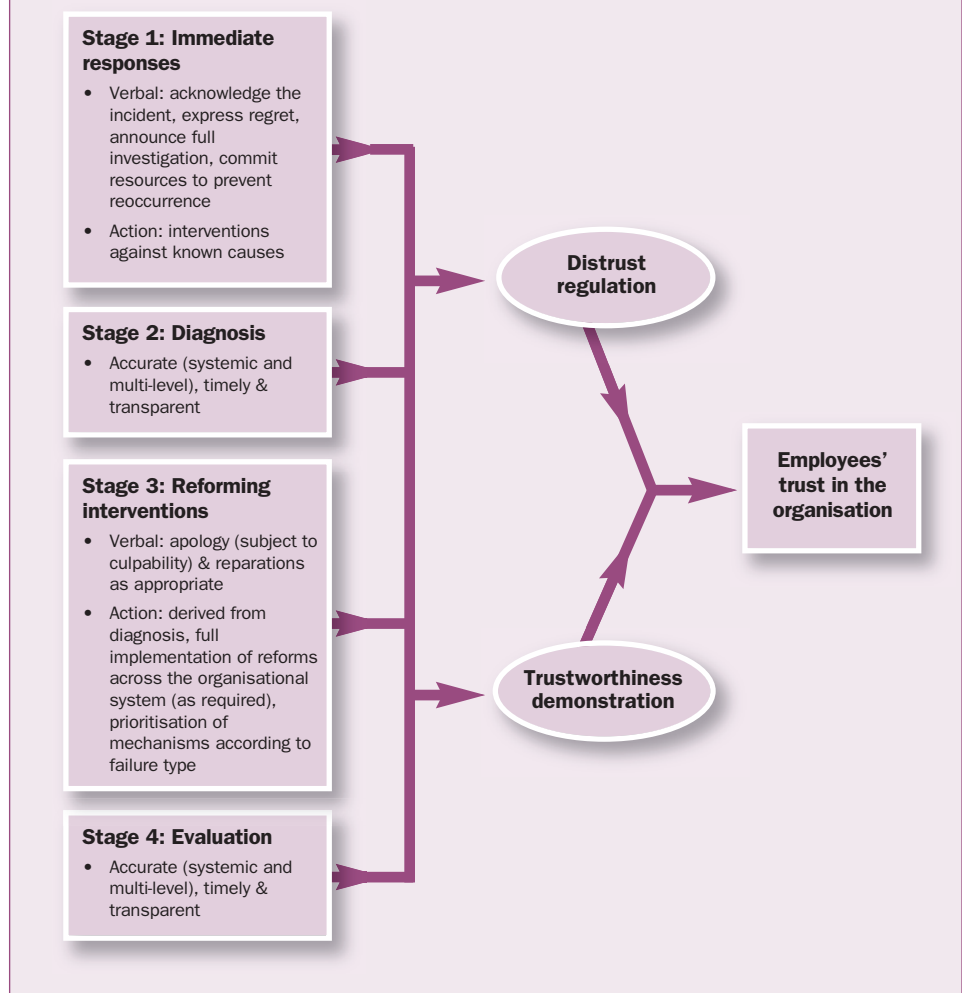 Stage 1: Immediate
responses
• Verbal: acknowledge the
incident, express regret,
announce full
investigation, commit
resources to prevent
reoccurrence
• Action: interventions
against known causes
Stage 2: Diagnosis
• Accurate (systemic and
multi-level), timely &
transparent
Stage 3: Reforming
interventions
• Verbal: apology (subject to
culpability) & reparations
as appropriate
• Action: derived from
diagnosis, full
implementation of reforms
across the organisational
system (as required),
prioritisation of
mechanisms according to
failure type
Stage 4: Evaluation
• Accurate (systemic and
multi-level), timely &
transparent
Distrust
regulation
Trustworthiness
demonstration
Employees’
trust in the
organisation